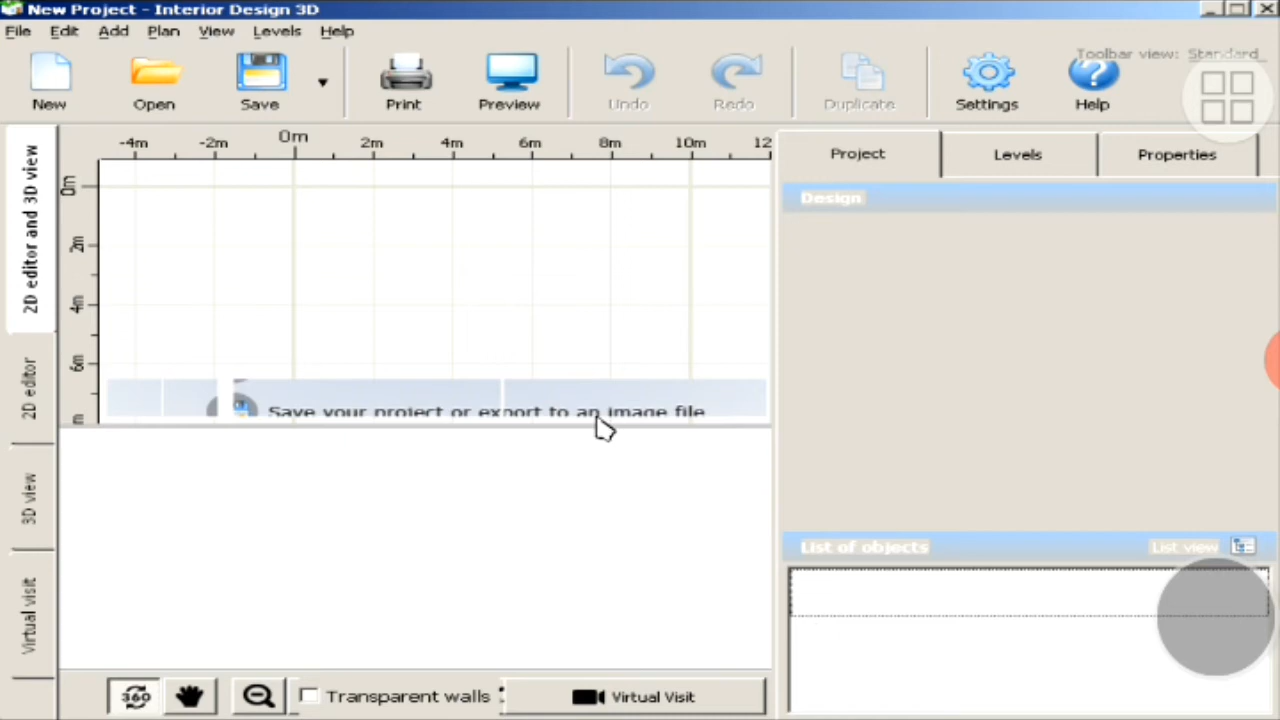 New Project - Interior Design 3D
File Edit Add Plan View Levels Help
Toolbar view: Standard
New Open Save Print Preview Undo Redo Duplicate Settings Help
2D editor and 3D view
2D editor
3D view
Virtual visit
-4m -2m 0m 2m 4m 6m 8m 10m 12
0m
2m
4m
6m
m
Save your project or export to an image file
360 Transparent walls Virtual Visit
Project Levels Properties
Design
List of objects List view